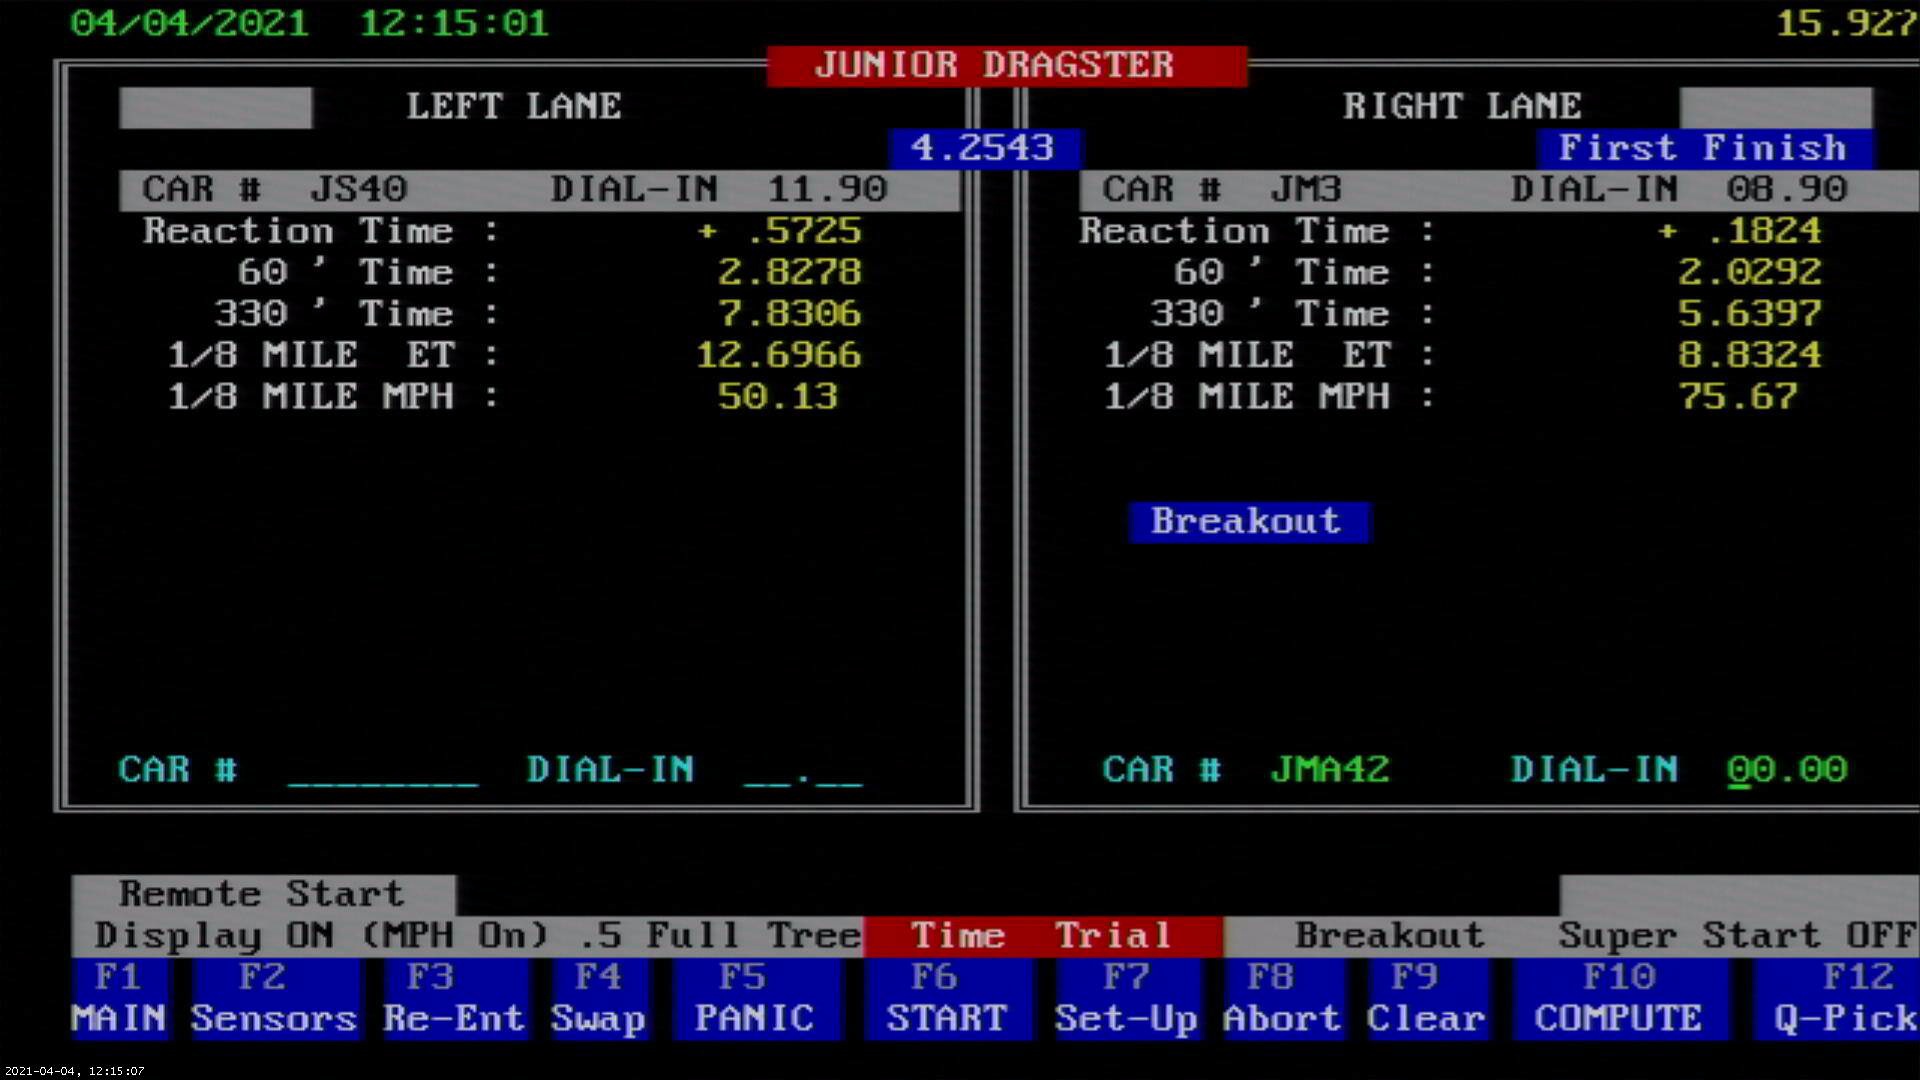 04/04/2021 12:15:01 15.927
JUNIOR DRAGSTER
LEFT LANE RIGHT LANE
4.2543 First Finish
CAR # JS40 DIAL-IN 11.90 CAR # JM3 DIAL-IN 08.90
Reaction Time : + .5725 Reaction Time : + .1824
60 ' Time : 2.8278 60 ' Time : 2.0292
330 ' Time : 7.8306 330 ' Time : 5.6397
1/8 MILE ET : 12.6966 1/8 MILE ET : 8.8324
1/8 MILE MPH : 50.13 1/8 MILE MPH : 75.67
Breakout
CAR # ________ DIAL-IN __.__ CAR # JMA42 DIAL-IN 00.00
Remote Start
Display ON (MPH On) .5 Full Tree Time Trial Breakout Super Start OFF
F1 F2 F3 F4 F5 F6 F7 F8 F9 F10 F12
MAIN Sensors Re-Ent Swap PANIC START Set-Up Abort Clear COMPUTE Q-Pick
2021-04-04, 12:15:07